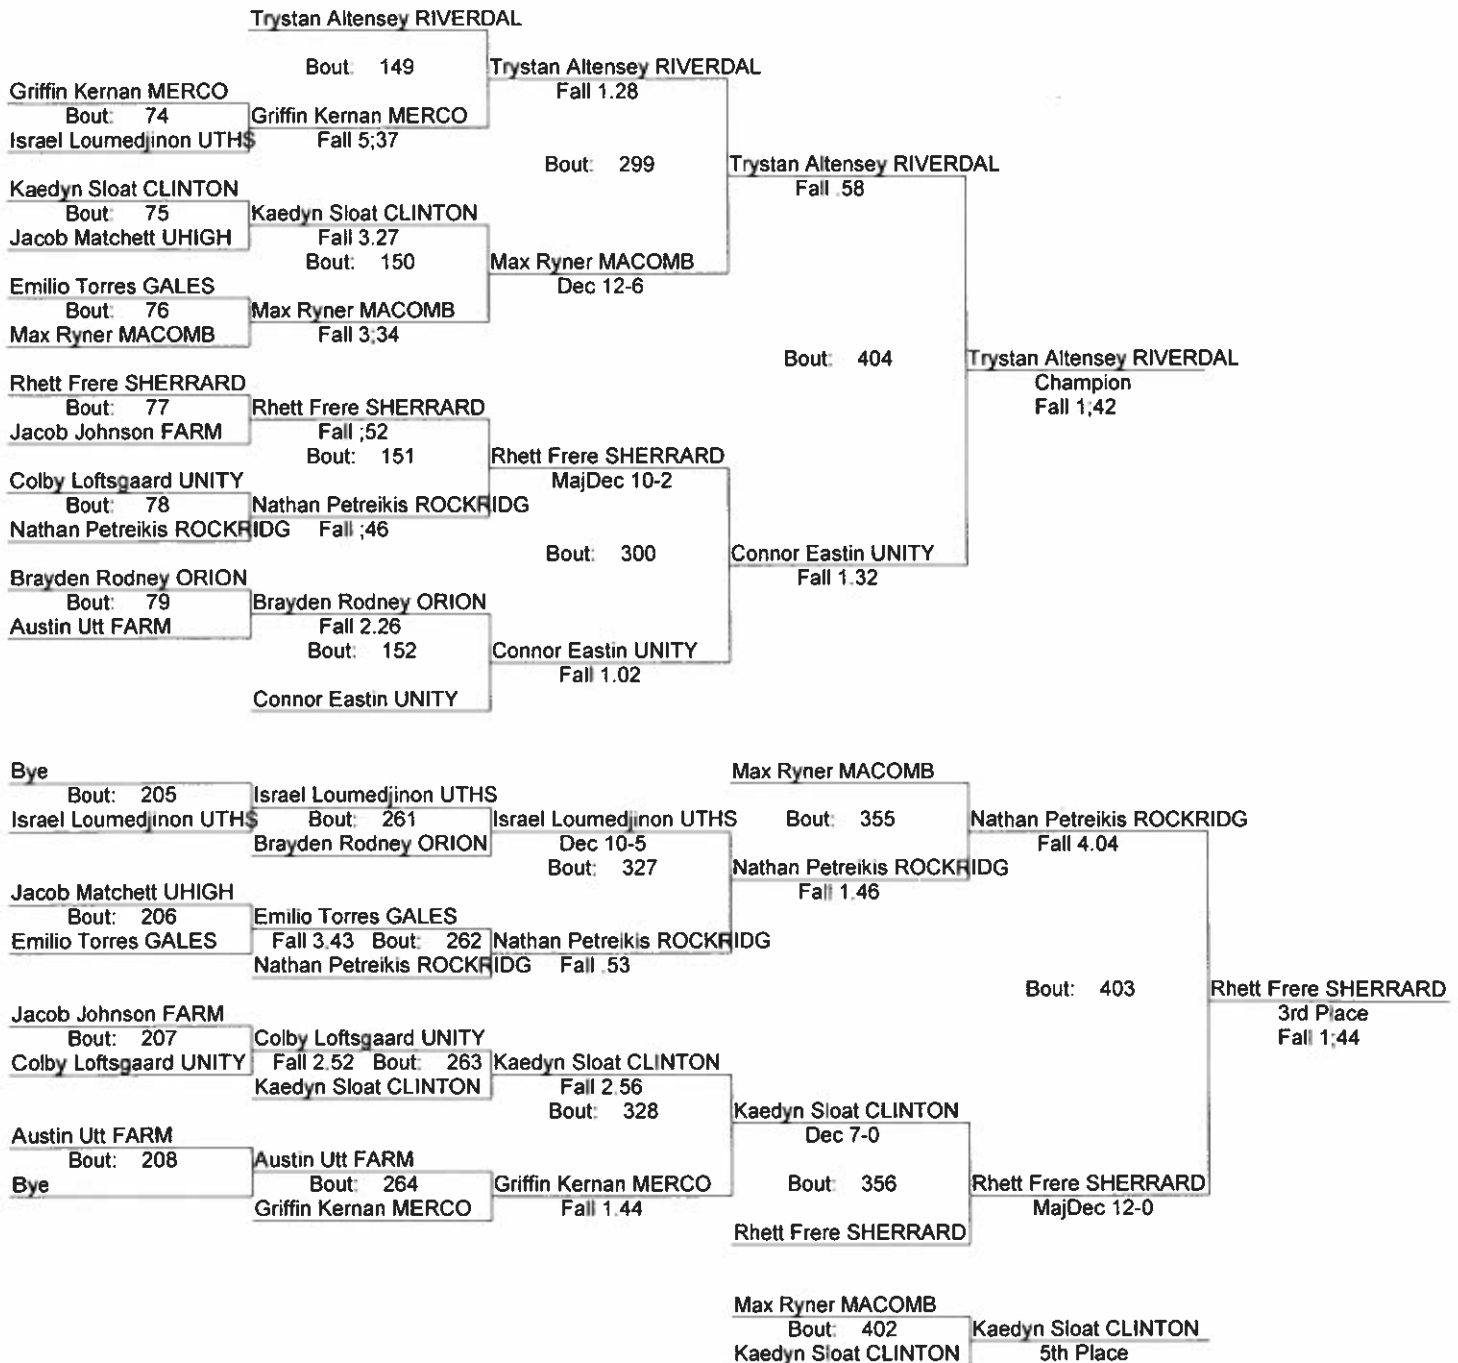 Trystan Altensey RIVERDAL
Bout: 149
Trystan Altensey RIVERDAL
Fall 1.28
Griffin Kernan MERCO
Bout: 74
Israel Loumedjinon UTHS
Griffin Kernan MERCO
Fall 5;37
Bout: 299
Trystan Altensey RIVERDAL
Fall .58
Kaedyn Sloat CLINTON
Bout: 75
Jacob Matchett UHIGH
Kaedyn Sloat CLINTON
Fall 3.27
Bout: 150
Max Ryner MACOMB
Dec 12-6
Emilio Torres GALES
Bout: 76
Max Ryner MACOMB
Max Ryner MACOMB
Fall 3;34
Bout: 404
Trystan Altensey RIVERDAL
Champion
Fall 1;42
Rhett Frere SHERRARD
Bout: 77
Jacob Johnson FARM
Rhett Frere SHERRARD
Fall ;52
Bout: 151
Rhett Frere SHERRARD
MajDec 10-2
Colby Loftsgaard UNITY
Bout: 78
Nathan Petreikis ROCKRIDG
Nathan Petreikis ROCKRIDG
Fall ;46
Bout: 300
Connor Eastin UNITY
Fall 1.32
Brayden Rodney ORION
Bout: 79
Austin Utt FARM
Brayden Rodney ORION
Fall 2.26
Bout: 152
Connor Eastin UNITY
Fall 1.02
Connor Eastin UNITY
Bye
Bout: 205
Israel Loumedjinon UTHS
Israel Loumedjinon UTHS
Bout: 261
Brayden Rodney ORION
Israel Loumedjinon UTHS
Dec 10-5
Bout: 327
Max Ryner MACOMB
Bout: 355
Nathan Petreikis ROCKRIDG
Fall 1.46
Nathan Petreikis ROCKRIDG
Fall 4.04
Jacob Matchett UHIGH
Bout: 206
Emilio Torres GALES
Emilio Torres GALES
Fall 3.43 Bout: 262
Nathan Petreikis ROCKRIDG
Nathan Petreikis ROCKRIDG
Fall .53
Bout: 403
Rhett Frere SHERRARD
3rd Place
Fall 1;44
Jacob Johnson FARM
Bout: 207
Colby Loftsgaard UNITY
Colby Loftsgaard UNITY
Fall 2.52 Bout: 263
Kaedyn Sloat CLINTON
Kaedyn Sloat CLINTON
Fall 2.56
Bout: 328
Kaedyn Sloat CLINTON
Dec 7-0
Austin Utt FARM
Bout: 208
Bye
Austin Utt FARM
Bout: 264
Griffin Kernan MERCO
Griffin Kernan MERCO
Fall 1.44
Bout: 356
Rhett Frere SHERRARD
Rhett Frere SHERRARD
MajDec 12-0
Max Ryner MACOMB
Bout: 402
Kaedyn Sloat CLINTON
Kaedyn Sloat CLINTON
5th Place